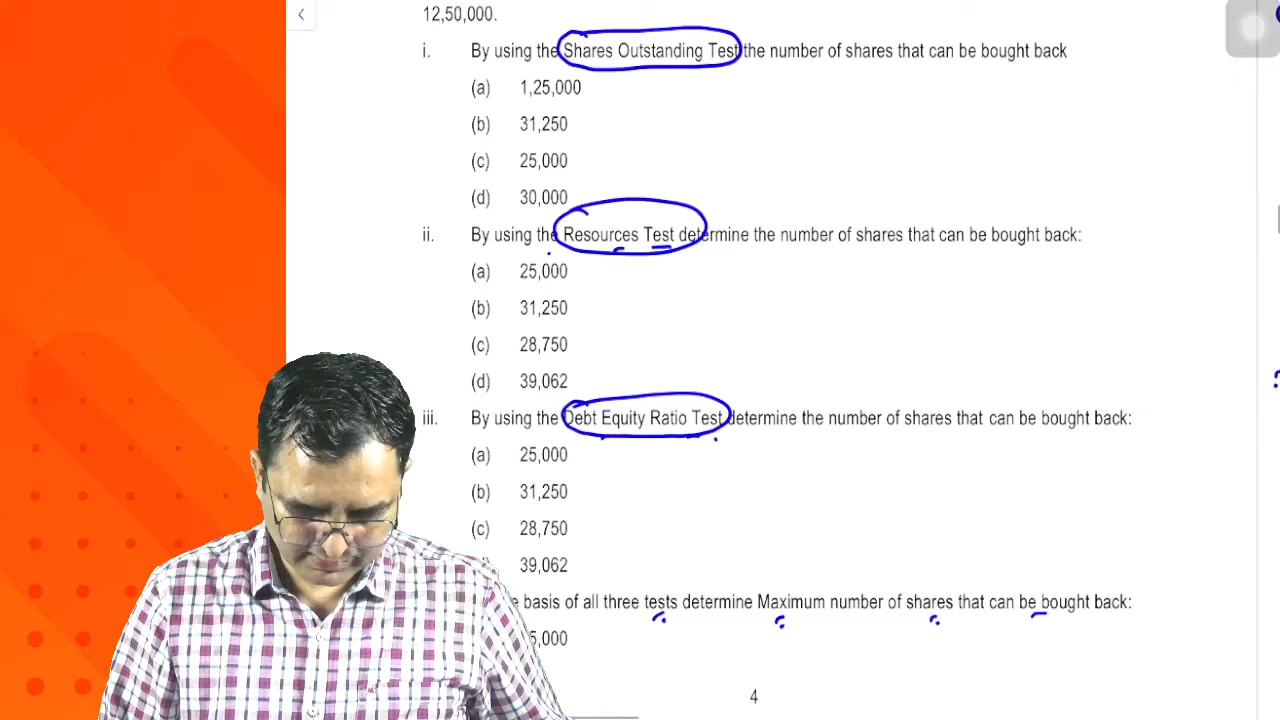 12,50,000.
i. By using the Shares Outstanding Test the number of shares that can be bought back
(a) 1,25,000
(b) 31,250
(c) 25,000
(d) 30,000
ii. By using the Resources Test determine the number of shares that can be bought back:
(a) 25,000
(b) 31,250
(c) 28,750
(d) 39,062
iii. By using the Debt Equity Ratio Test determine the number of shares that can be bought back:
(a) 25,000
(b) 31,250
(c) 28,750
39,062
basis of all three tests determine Maximum number of shares that can be bought back:
5,000
4